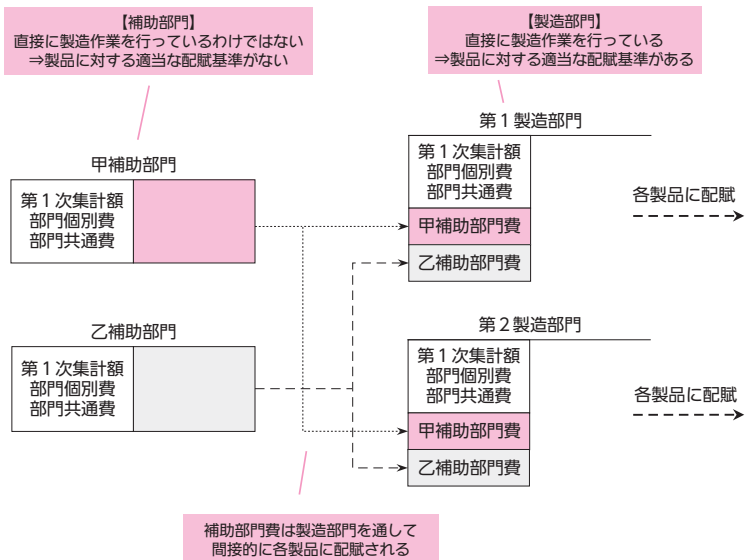 【補助部門】
直接に製造作業を行っているわけではない
⇒製品に対する適当な配賦基準がない
【製造部門】
直接に製造作業を行っている
⇒製品に対する適当な配賦基準がある
甲補助部門
第1次集計額
部門個別費
部門共通費
乙補助部門
第1次集計額
部門個別費
部門共通費
第1製造部門
第1次集計額
部門個別費
部門共通費
甲補助部門費
乙補助部門費
各製品に配賦
第2製造部門
第1次集計額
部門個別費
部門共通費
甲補助部門費
乙補助部門費
各製品に配賦
補助部門費は製造部門を通して
間接的に各製品に配賦される